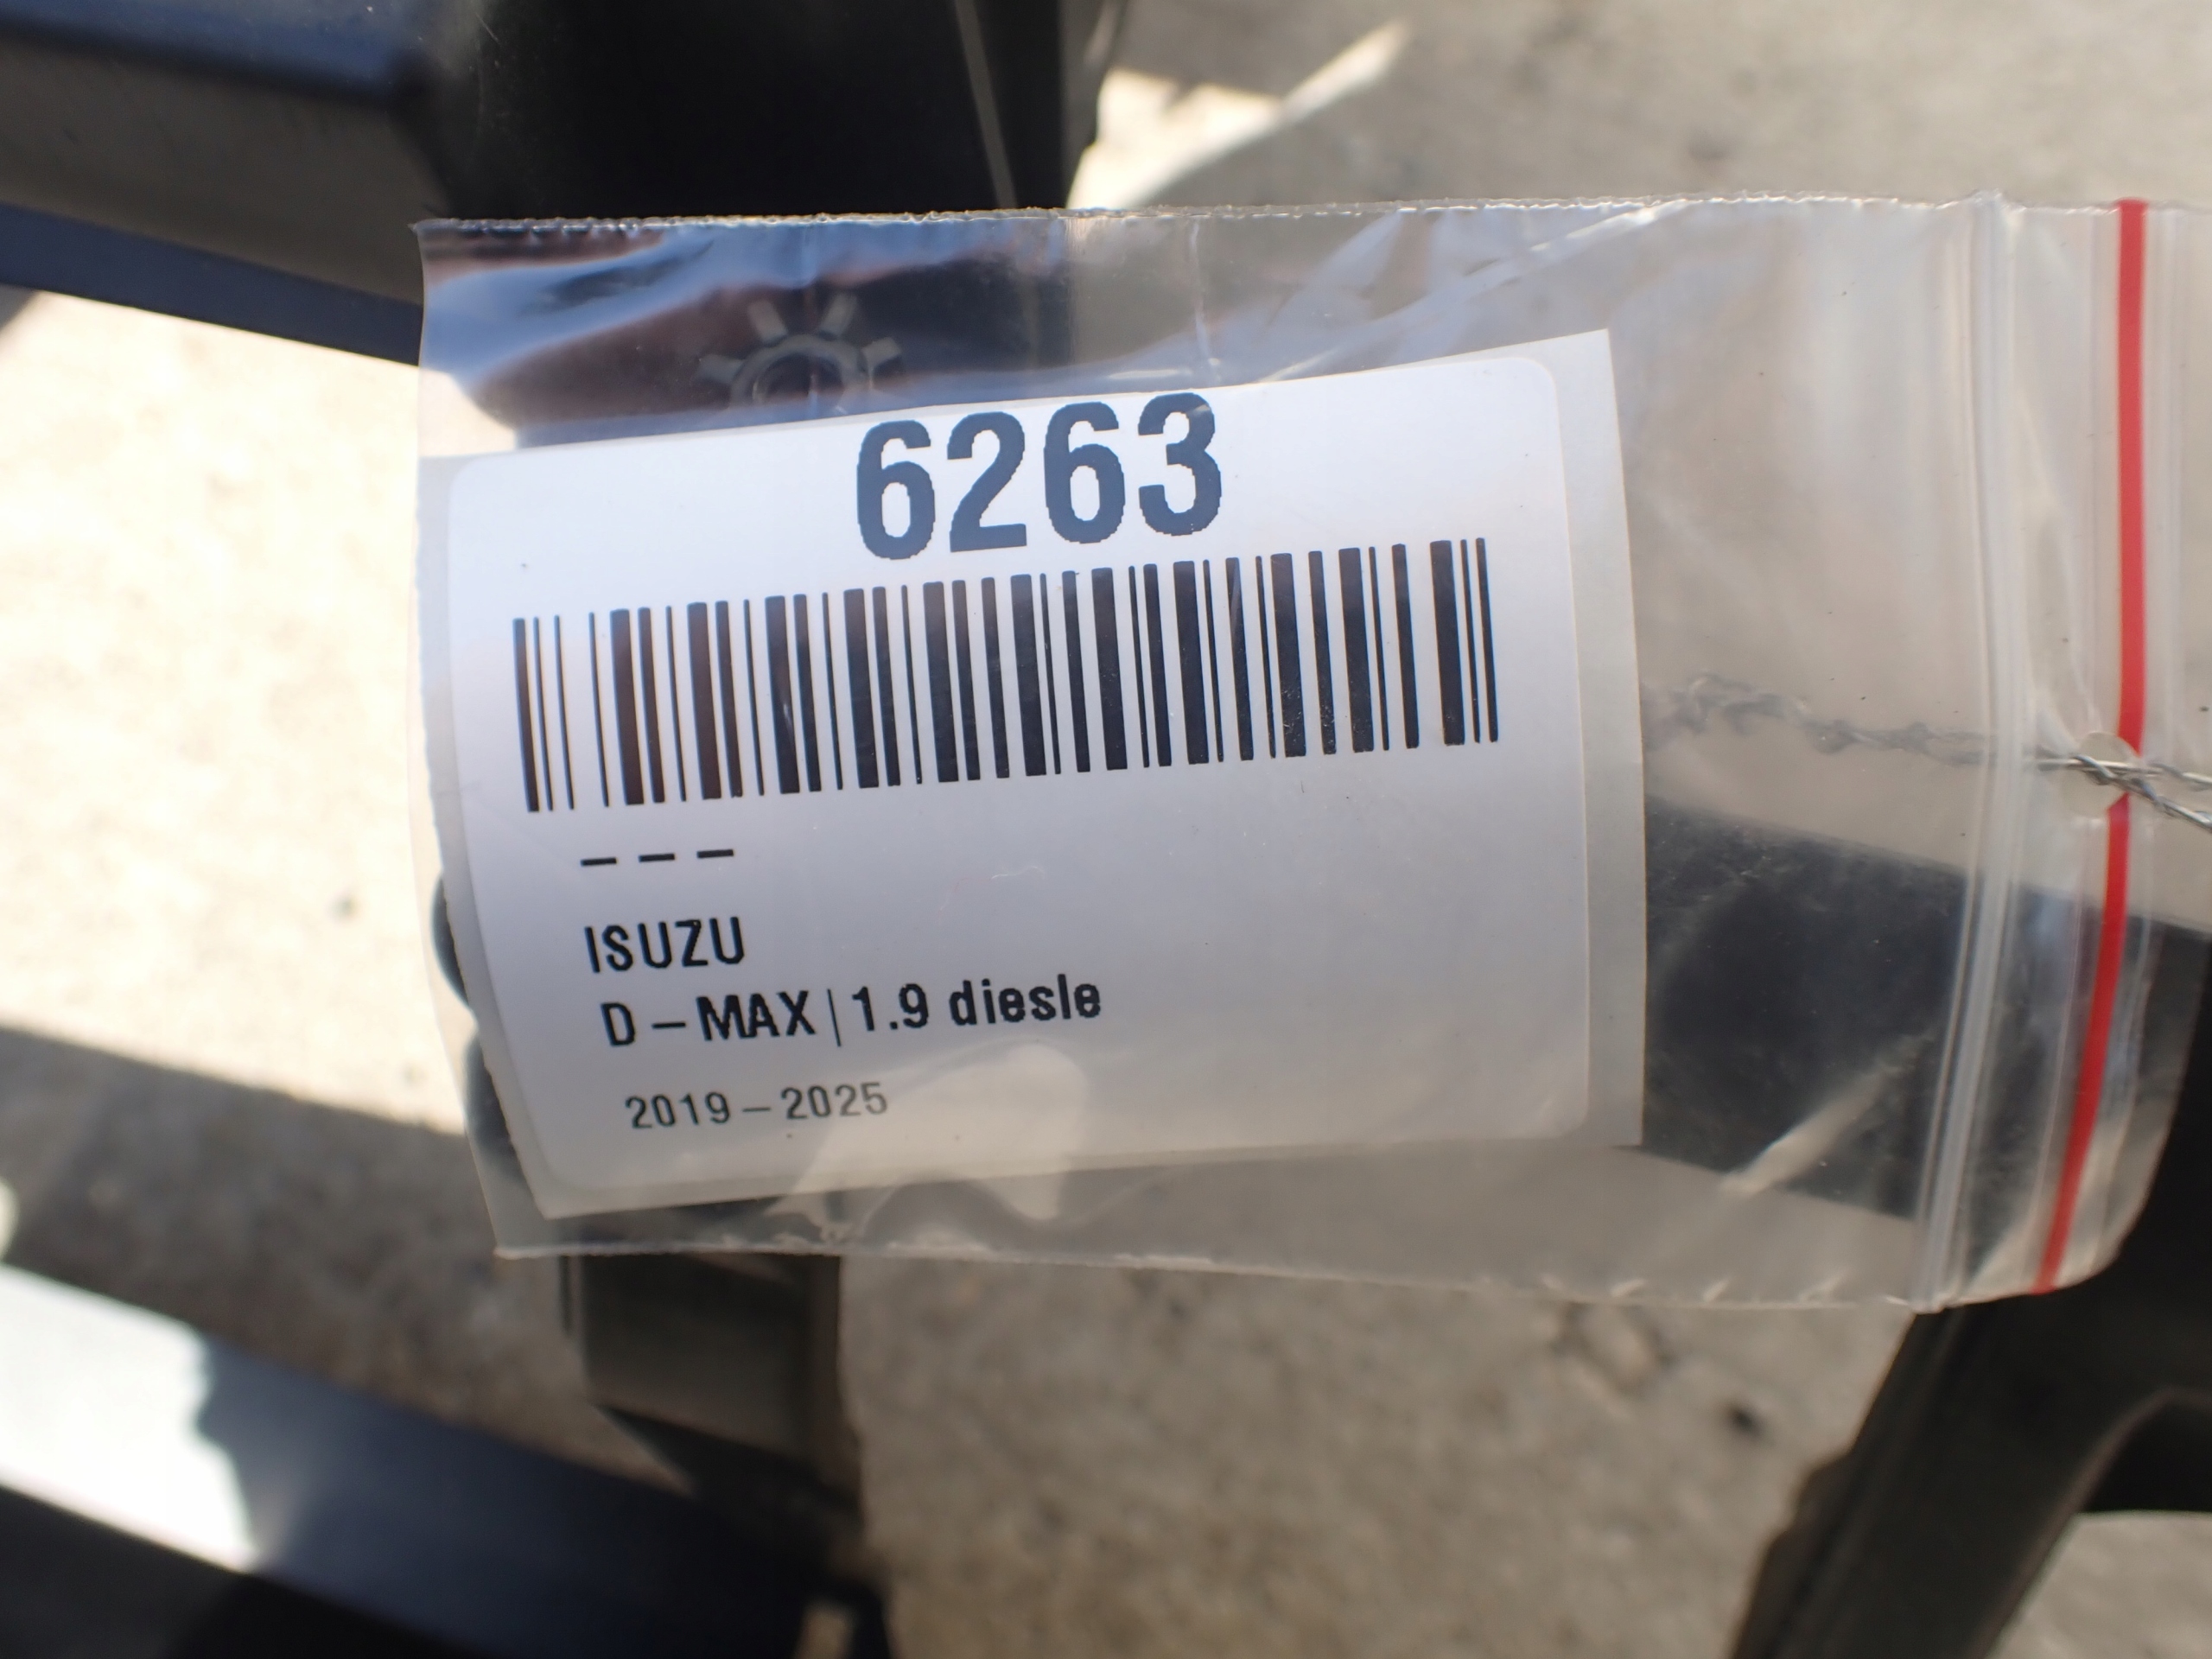 6263
– – –
ISUZU
D – MAX | 1.9 diesle
2019 – 2025